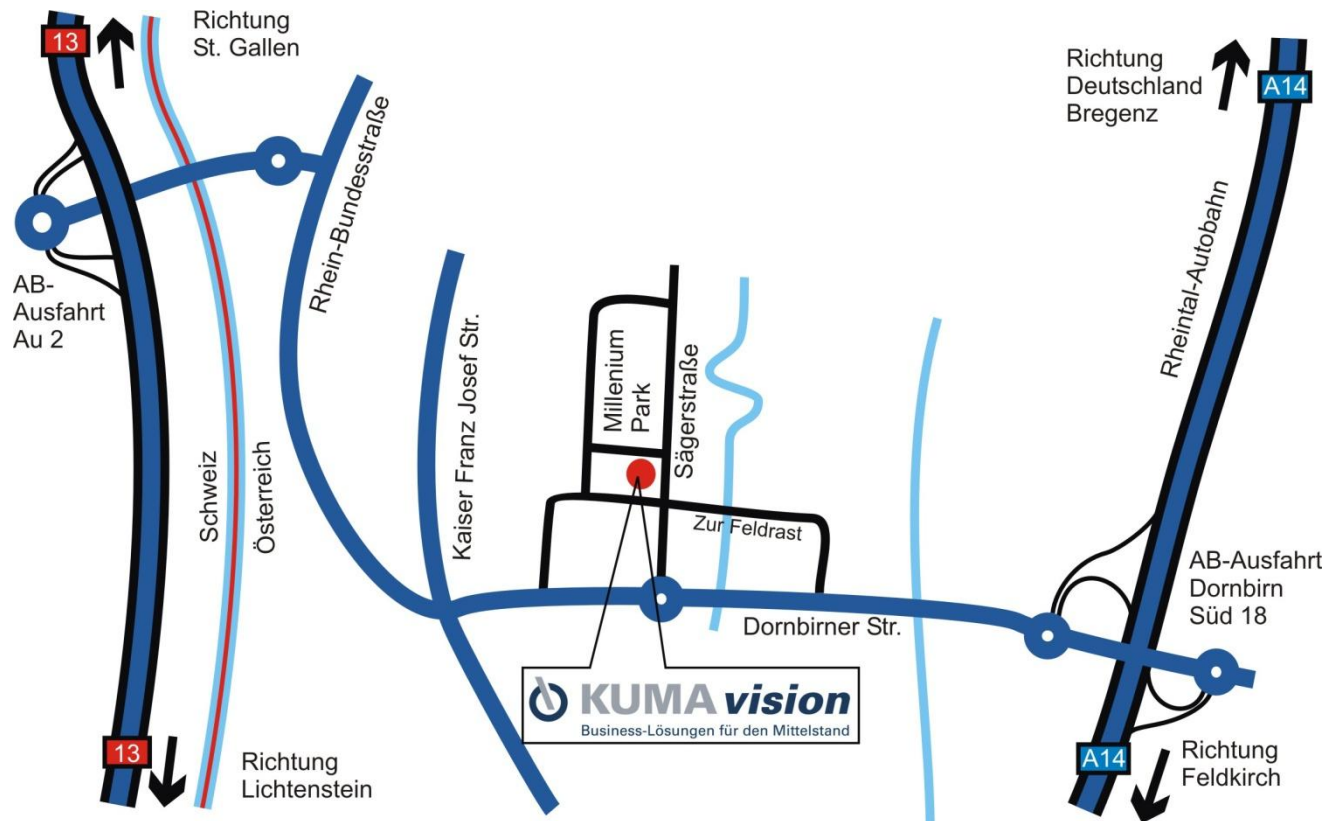 13
Richtung
St. Gallen
Richtung
Deutschland
Bregenz
A14
Rhein-Bundesstraße
AB-
Ausfahrt
Au 2
Schweiz
Österreich
Kaiser Franz Josef Str.
Millenium
Park
Sägerstraße
Zur Feldrast
Rheintal-Autobahn
AB-Ausfahrt
Dornbirn
Süd 18
Dornbirner Str.
KUMAvision
Business-Lösungen für den Mittelstand
13
Richtung
Lichtenstein
A14
Richtung
Feldkirch